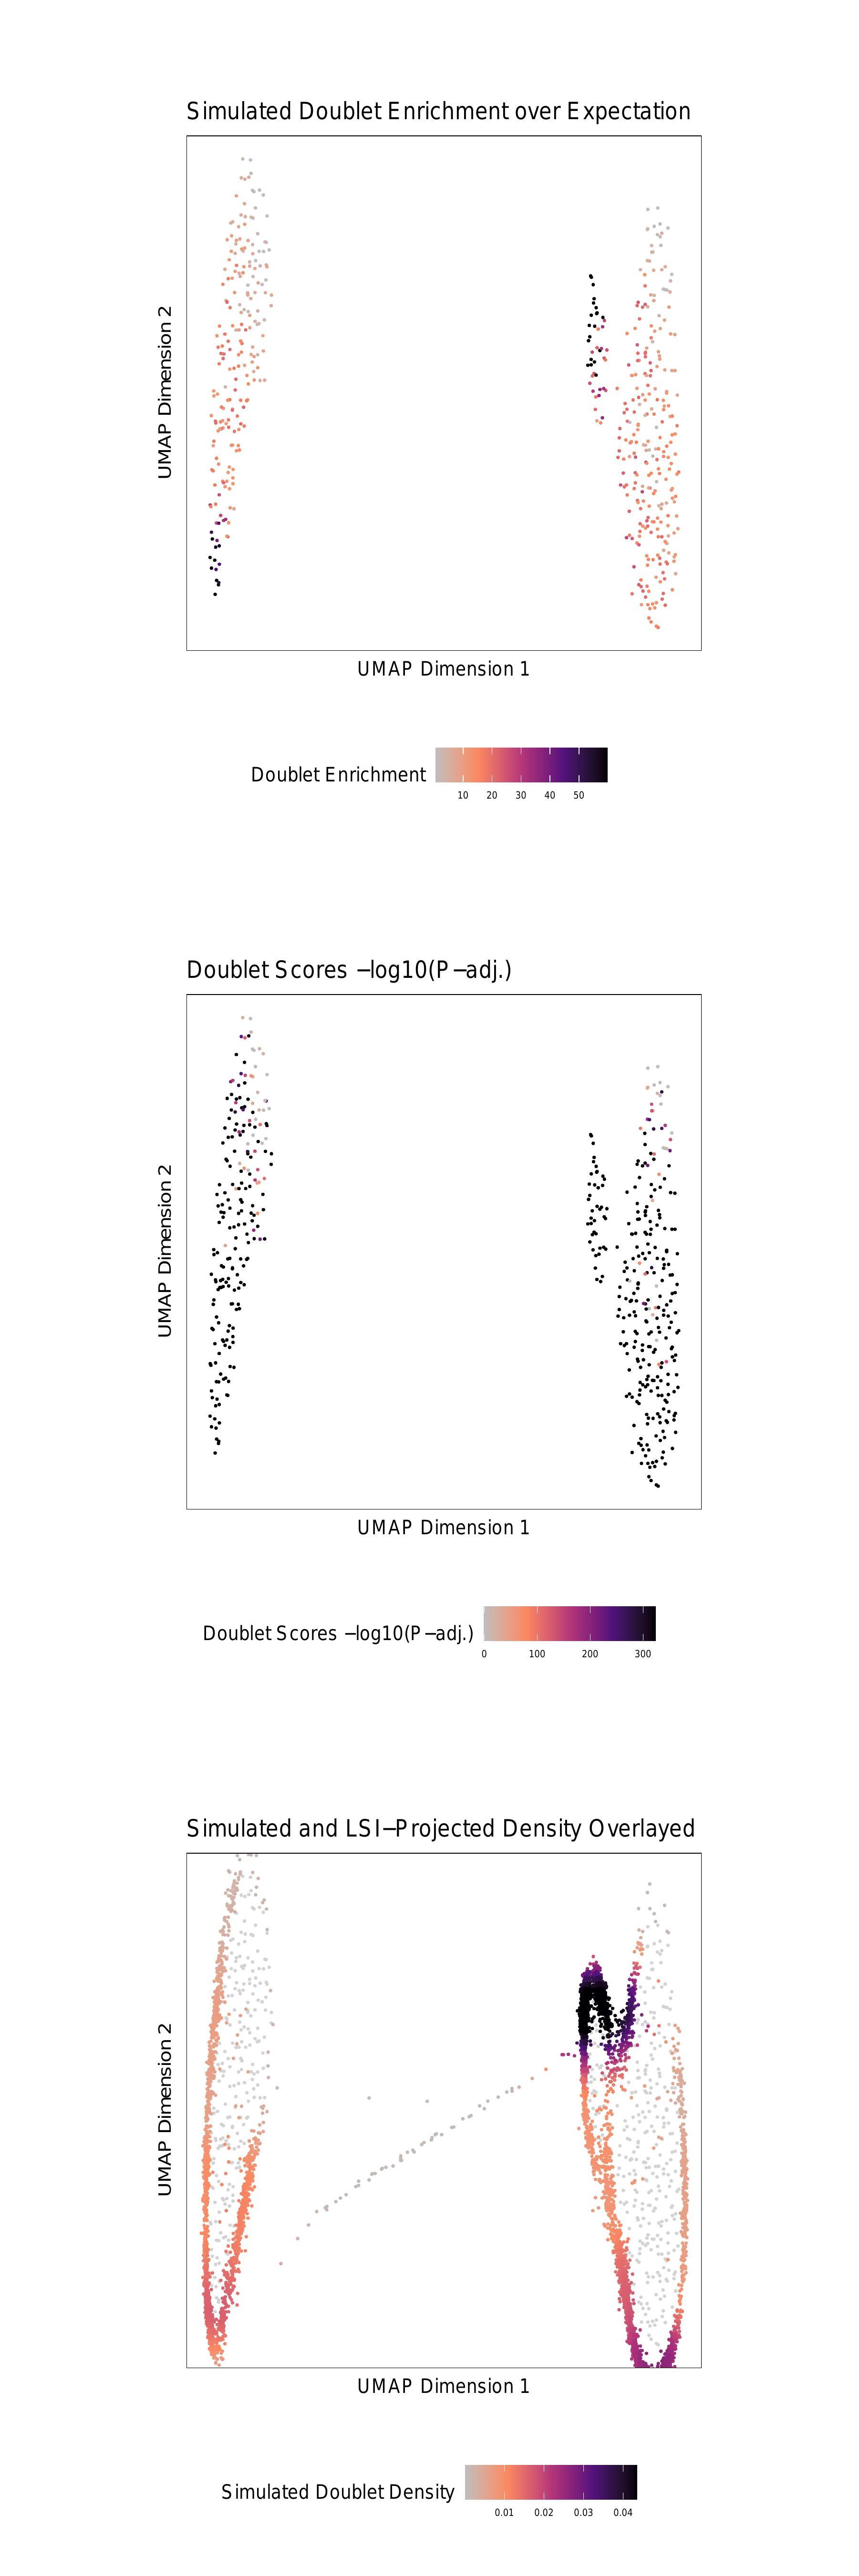 Simulated Doublet Enrichment over Expectation
UMAP Dimension 2
UMAP Dimension 1
Doublet Enrichment
10 20 30 40 50
Doublet Scores −log10(P−adj.)
UMAP Dimension 2
UMAP Dimension 1
Doublet Scores −log10(P−adj.)
0 100 200 300
Simulated and LSI−Projected Density Overlayed
UMAP Dimension 2
UMAP Dimension 1
Simulated Doublet Density
0.01 0.02 0.03 0.04